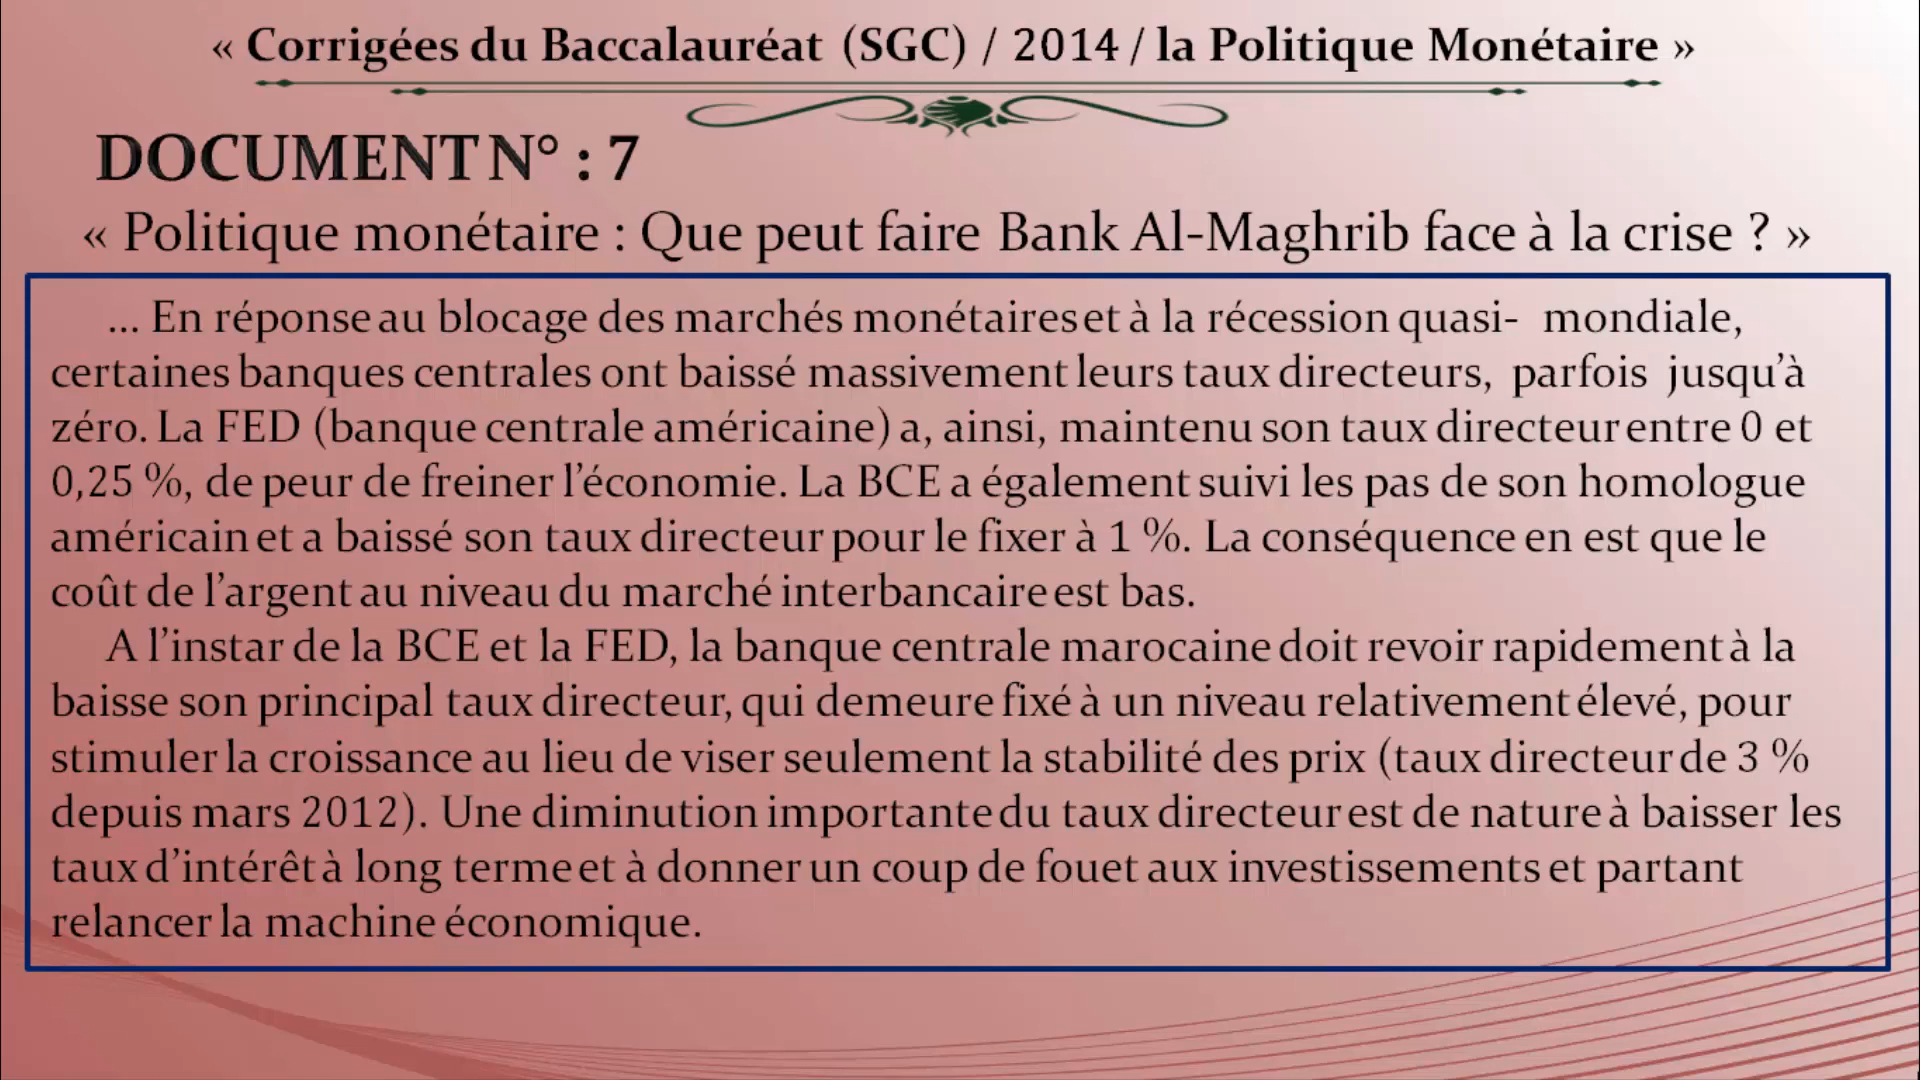 « Corrigées du Baccalauréat (SGC) / 2014 / la Politique Monétaire »
DOCUMENT N° : 7
« Politique monétaire : Que peut faire Bank Al-Maghrib face à la crise ? »
... En réponse au blocage des marchés monétaires et à la récession quasi- mondiale,
certaines banques centrales ont baissé massivement leurs taux directeurs, parfois jusqu’à
zéro. La FED (banque centrale américaine) a, ainsi, maintenu son taux directeur entre 0 et
0,25 %, de peur de freiner l’économie. La BCE a également suivi les pas de son homologue
américain et a baissé son taux directeur pour le fixer à 1 %. La conséquence en est que le
coût de l’argent au niveau du marché interbancaire est bas.
A l’instar de la BCE et la FED, la banque centrale marocaine doit revoir rapidement à la
baisse son principal taux directeur, qui demeure fixé à un niveau relativement élevé, pour
stimuler la croissance au lieu de viser seulement la stabilité des prix (taux directeur de 3 %
depuis mars 2012). Une diminution importante du taux directeur est de nature à baisser les
taux d’intérêt à long terme et à donner un coup de fouet aux investissements et partant
relancer la machine économique.